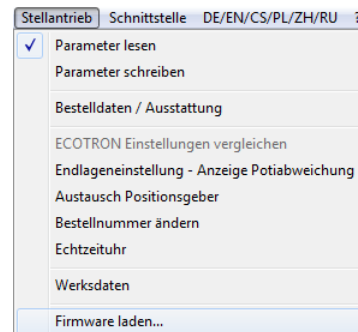 Stellantrieb Schnittstelle DE/EN/CS/PL/ZH/RU ?
Parameter lesen
Parameter schreiben
Bestelldaten / Ausstattung
ECOTRON Einstellungen vergleichen
Endlageneinstellung - Anzeige Potiabweichung
Austausch Positionsgeber
Bestellnummer ändern
Echtzeituhr
Werksdaten
Firmware laden...